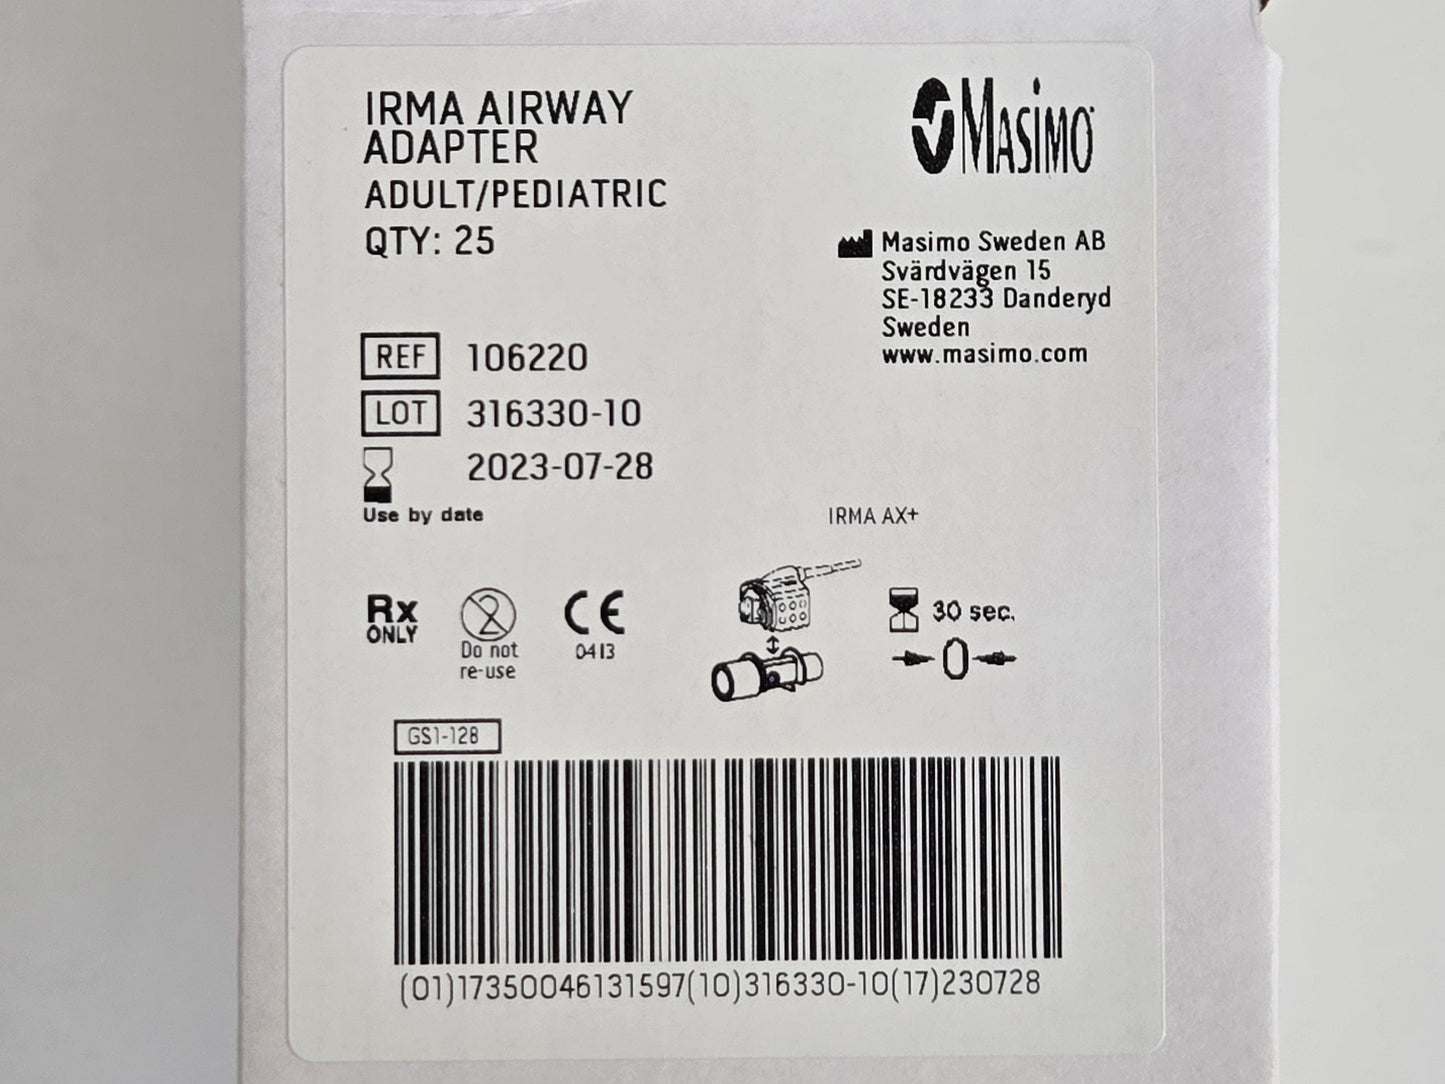 IRMA AIRWAY
ADAPTER
ADULT/PEDIATRIC
QTY: 25
MASIMO
Masimo Sweden AB
Svärdvägen 15
SE-18233 Danderyd
Sweden
www.masimo.com
REF 106220
LOT 316330-10
2023-07-28
Use by date
IRMA AX+
Rx
ONLY
2
Do not
re-use
CE
0413
30 sec.
0
GS1-128
(01)17350046131597(10)316330-10(17)230728